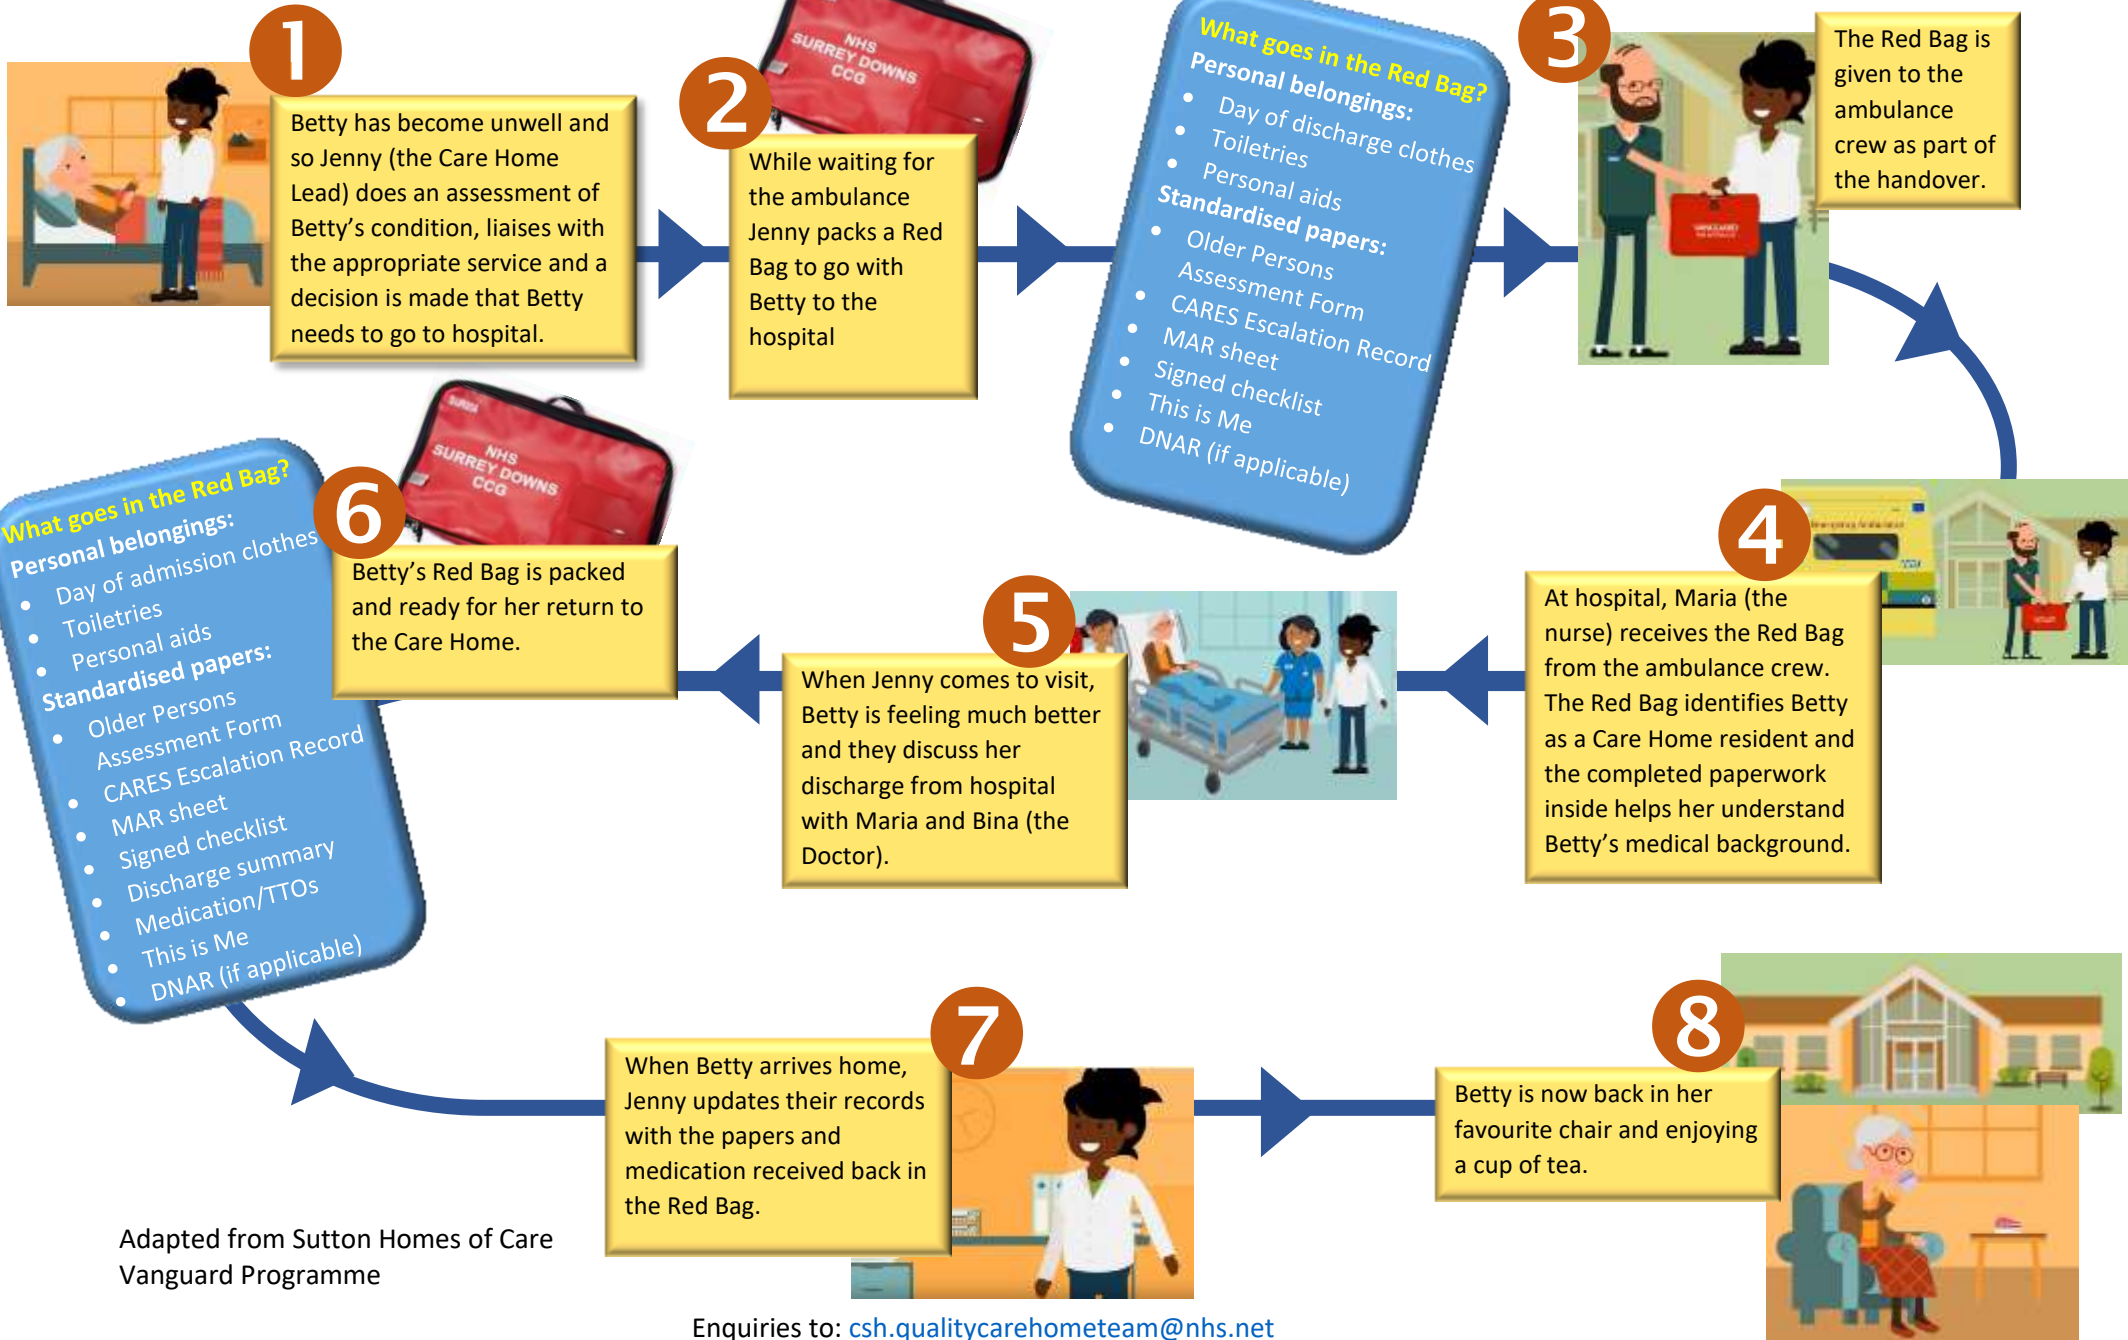 1
Betty has become unwell and
so Jenny (the Care Home
Lead) does an assessment of
Betty's condition, liaises with
the appropriate service and a
decision is made that Betty
needs to go to hospital.
2
NHS
SURREY DOWNS
CCG
While waiting for
the ambulance
Jenny packs a Red
Bag to go with
Betty to the
hospital
What goes in the Red Bag?
Personal belongings:
• Day of discharge clothes
• Toiletries
• Personal aids
Standardised papers:
• Older Persons
Assessment Form
• CARES Escalation Record
• MAR sheet
• Signed checklist
• This is Me
• DNAR (if applicable)
3
The Red Bag is
given to the
ambulance
crew as part of
the handover.
VANGUARD
4
Emergency Ambulance
At hospital, Maria (the
nurse) receives the Red Bag
from the ambulance crew.
The Red Bag identifies Betty
as a Care Home resident and
the completed paperwork
inside helps her understand
Betty's medical background.
5
When Jenny comes to visit,
Betty is feeling much better
and they discuss her
discharge from hospital
with Maria and Bina (the
Doctor).
6
NHS
SURREY DOWNS
CCG
Betty's Red Bag is packed
and ready for her return to
the Care Home.
What goes in the Red Bag?
Personal belongings:
• Day of admission clothes
• Toiletries
• Personal aids
Standardised papers:
• Older Persons
Assessment Form
• CARES Escalation Record
• MAR sheet
• Signed checklist
• Discharge summary
• Medication/TTOs
• This is Me
• DNAR (if applicable)
7
When Betty arrives home,
Jenny updates their records
with the papers and
medication received back in
the Red Bag.
8
Betty is now back in her
favourite chair and enjoying
a cup of tea.
Adapted from Sutton Homes of Care
Vanguard Programme
Enquiries to: csh.qualitycarehometeam@nhs.net